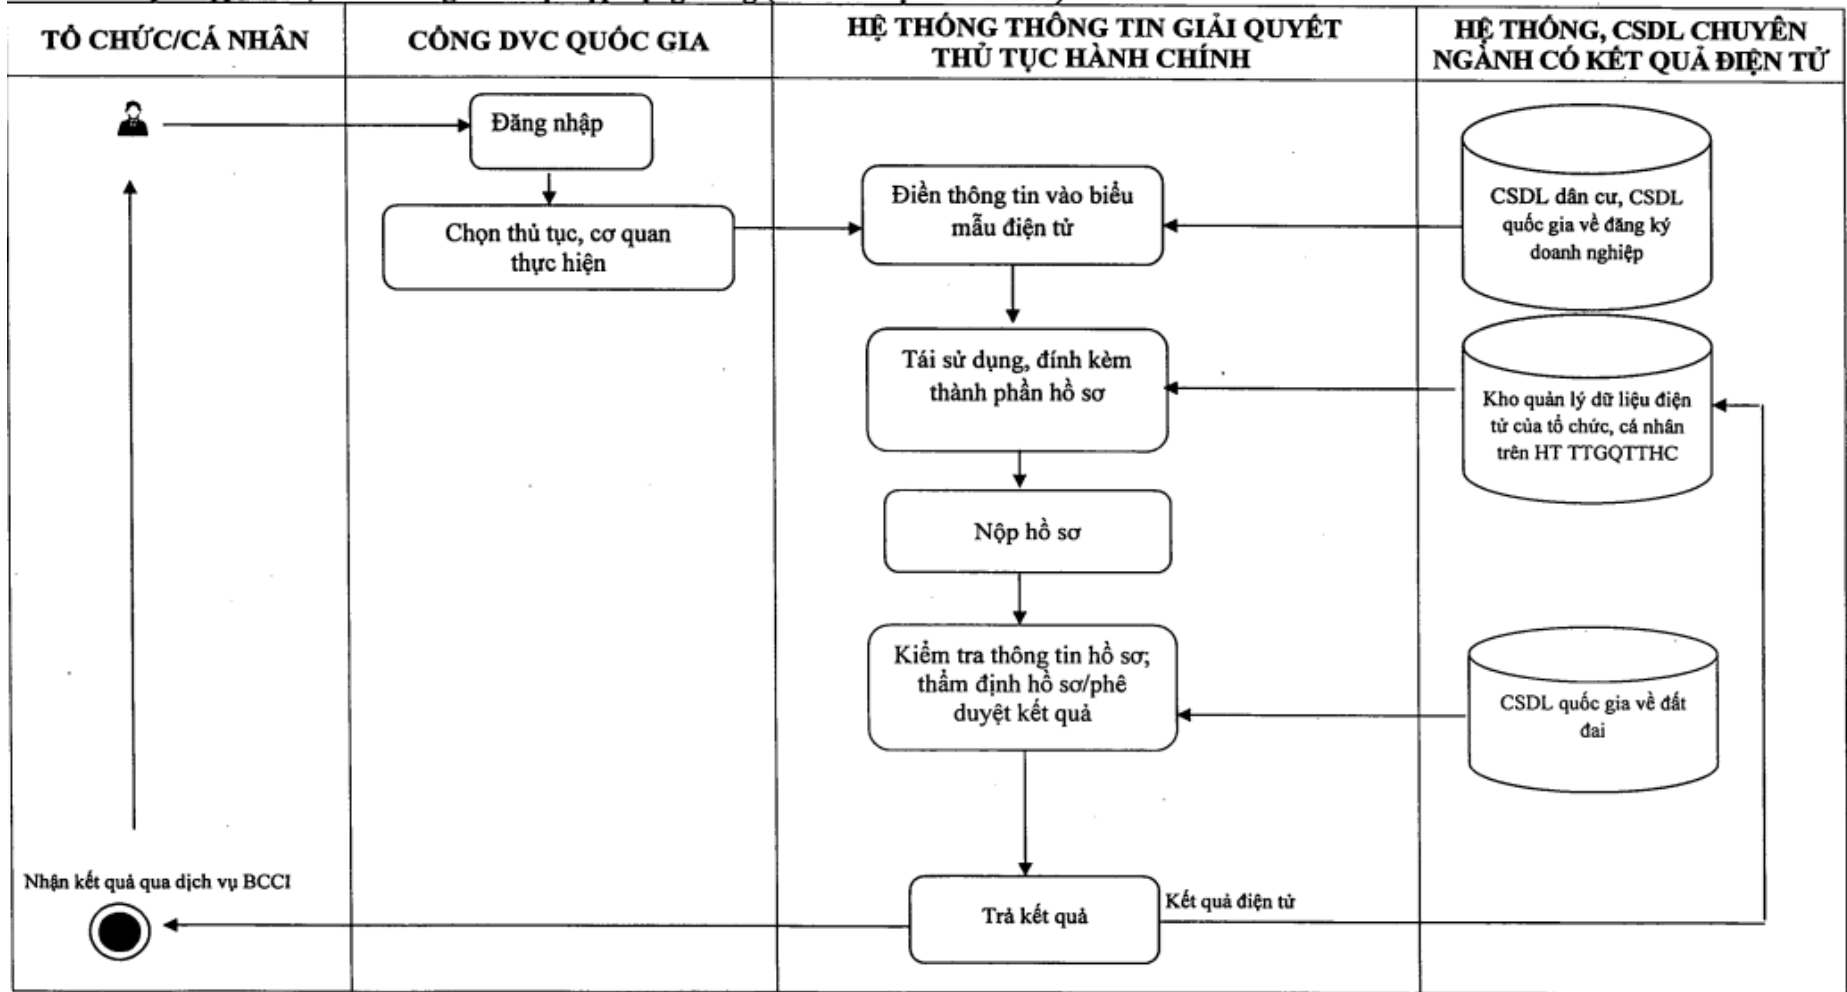 TỔ CHỨC/CÁ NHÂN
CỔNG DVC QUỐC GIA
HỆ THỐNG THÔNG TIN GIẢI QUYẾT
THỦ TỤC HÀNH CHÍNH
HỆ THỐNG, CSDL CHUYÊN
NGÀNH CÓ KẾT QUẢ ĐIỆN TỬ
Đăng nhập
Chọn thủ tục, cơ quan
thực hiện
Điền thông tin vào biểu
mẫu điện tử
CSDL dân cư, CSDL
quốc gia về đăng ký
doanh nghiệp
Tái sử dụng, đính kèm
thành phần hồ sơ
Kho quản lý dữ liệu điện
tử của tổ chức, cá nhân
trên HT TTGQTTHC
Nộp hồ sơ
Kiểm tra thông tin hồ sơ;
thẩm định hồ sơ/phê
duyệt kết quả
CSDL quốc gia về đất
đai
Nhận kết quả qua dịch vụ BCCI
Trả kết quả
Kết quả điện tử